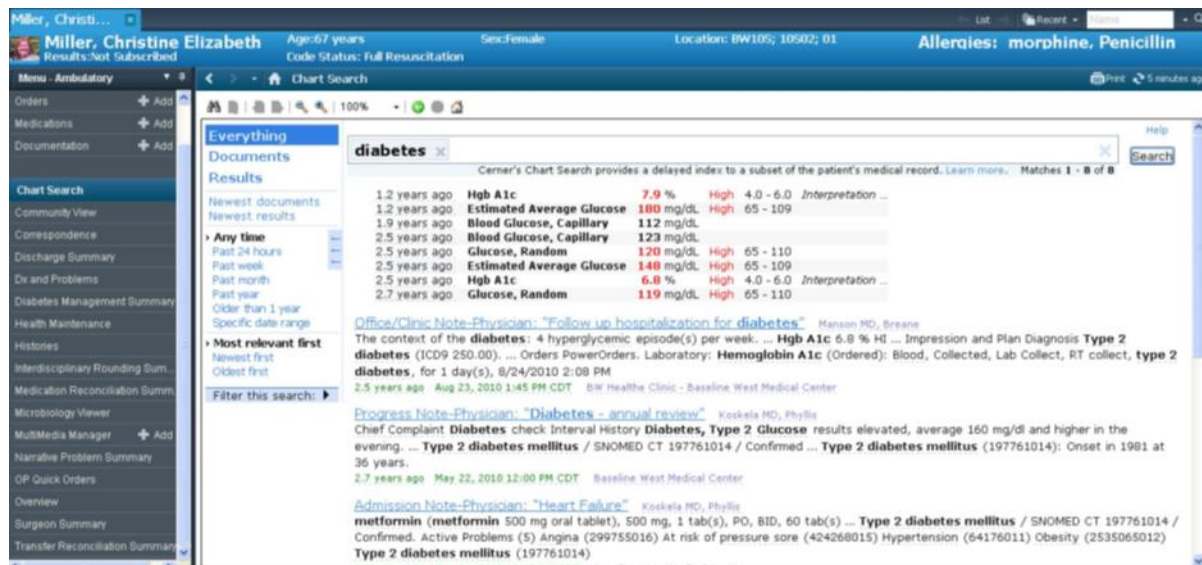 Miller, Christi...
List
Recent
Name
Miller, Christine Elizabeth
Results:Not Subscribed
Age:67 years
Code Status: Full Resuscitation
Sex:Female
Location: BW10S; 10S02; 01
Allergies: morphine, Penicillin
Menu - Ambulatory
Chart Search
Print
5 minutes ag
Orders
Add
Medications
Add
Documentation
Add
Chart Search
Community View
Correspondence
Discharge Summary
Dx and Problems
Diabetes Management Summary
Health Maintenance
Histories
Interdisciplinary Rounding Sum...
Medication Reconciliation Summ
Microbiology Viewer
MultiMedia Manager
Add
Narrative Problem Summary
OP Quick Orders
Overview
Surgeon Summary
Transfer Reconciliation Summary
100%
Everything
Documents
Results
Newest documents
Newest results
Any time
Past 24 hours
Past week
Past month
Past year
Older than 1 year
Specific date range
Most relevant first
Newest first
Oldest first
Filter this search:
Help
diabetes
Search
Cerner's Chart Search provides a delayed index to a subset of the patient's medical record. Learn more. Matches 1 - 8 of 8
1.2 years ago Hgb A1c 7.9 % High 4.0 - 6.0 Interpretation ...
1.2 years ago Estimated Average Glucose 180 mg/dL High 65 - 109
1.9 years ago Blood Glucose, Capillary 112 mg/dL
2.5 years ago Blood Glucose, Capillary 123 mg/dL
2.5 years ago Glucose, Random 120 mg/dL High 65 - 110
2.5 years ago Estimated Average Glucose 148 mg/dL High 65 - 109
2.5 years ago Hgb A1c 6.8 % High 4.0 - 6.0 Interpretation ...
2.7 years ago Glucose, Random 119 mg/dL High 65 - 110
Office/Clinic Note-Physician: "Follow up hospitalization for diabetes" Manson MD, Breane
The context of the diabetes: 4 hyperglycemic episode(s) per week. ... Hgb A1c 6.8 % HI ... Impression and Plan Diagnosis Type 2
diabetes (ICD9 250.00). ... Orders PowerOrders. Laboratory: Hemoglobin A1c (Ordered): Blood, Collected, Lab Collect, RT collect, type 2
diabetes, for 1 day(s), 8/24/2010 2:08 PM
2.5 years ago Aug 23, 2010 1:45 PM CDT BW Healthe Clinic - Baseline West Medical Center
Progress Note-Physician: "Diabetes - annual review" Koskela MD, Phyllis
Chief Complaint Diabetes check Interval History Diabetes, Type 2 Glucose results elevated, average 160 mg/dl and higher in the
evening. ... Type 2 diabetes mellitus / SNOMED CT 197761014 / Confirmed ... Type 2 diabetes mellitus (197761014): Onset in 1981 at
36 years.
2.7 years ago May 22, 2010 12:00 PM CDT Baseline West Medical Center
Admission Note-Physician: "Heart Failure" Koskela MD, Phyllis
metformin (metformin 500 mg oral tablet), 500 mg, 1 tab(s), PO, BID, 60 tab(s) ... Type 2 diabetes mellitus / SNOMED CT 197761014 /
Confirmed. Active Problems (5) Angina (299755016) At risk of pressure sore (424268015) Hypertension (64176011) Obesity (2535065012)
Type 2 diabetes mellitus (197761014)